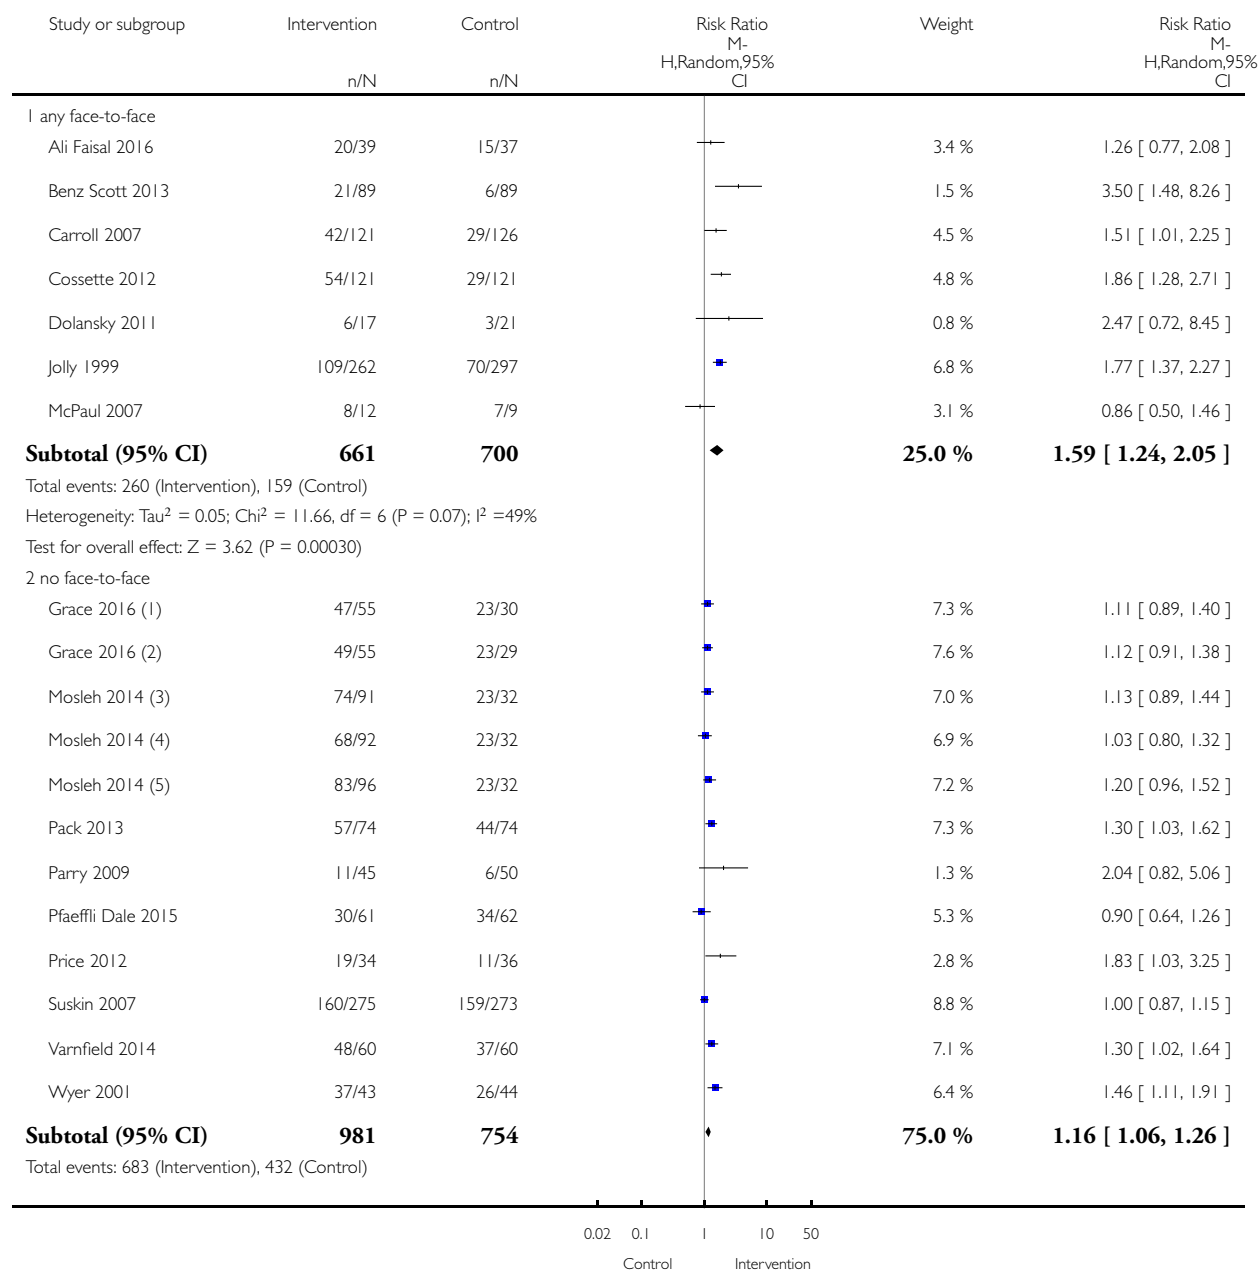 Study or subgroup Intervention Control Risk Ratio Weight Risk Ratio
M- M-
H,Random,95% H,Random,95%
n/N n/N CI CI
1 any face-to-face
Ali Faisal 2016 20/39 15/37 3.4 % 1.26 [ 0.77, 2.08 ]
Benz Scott 2013 21/89 6/89 1.5 % 3.50 [ 1.48, 8.26 ]
Carroll 2007 42/121 29/126 4.5 % 1.51 [ 1.01, 2.25 ]
Cossette 2012 54/121 29/121 4.8 % 1.86 [ 1.28, 2.71 ]
Dolansky 2011 6/17 3/21 0.8 % 2.47 [ 0.72, 8.45 ]
Jolly 1999 109/262 70/297 6.8 % 1.77 [ 1.37, 2.27 ]
McPaul 2007 8/12 7/9 3.1 % 0.86 [ 0.50, 1.46 ]
Subtotal (95% CI) 661 700 25.0 % 1.59 [ 1.24, 2.05 ]
Total events: 260 (Intervention), 159 (Control)
Heterogeneity: Tau² = 0.05; Chi² = 11.66, df = 6 (P = 0.07); I² =49%
Test for overall effect: Z = 3.62 (P = 0.00030)
2 no face-to-face
Grace 2016 (1) 47/55 23/30 7.3 % 1.11 [ 0.89, 1.40 ]
Grace 2016 (2) 49/55 23/29 7.6 % 1.12 [ 0.91, 1.38 ]
Mosleh 2014 (3) 74/91 23/32 7.0 % 1.13 [ 0.89, 1.44 ]
Mosleh 2014 (4) 68/92 23/32 6.9 % 1.03 [ 0.80, 1.32 ]
Mosleh 2014 (5) 83/96 23/32 7.2 % 1.20 [ 0.96, 1.52 ]
Pack 2013 57/74 44/74 7.3 % 1.30 [ 1.03, 1.62 ]
Parry 2009 11/45 6/50 1.3 % 2.04 [ 0.82, 5.06 ]
Pfaeffli Dale 2015 30/61 34/62 5.3 % 0.90 [ 0.64, 1.26 ]
Price 2012 19/34 11/36 2.8 % 1.83 [ 1.03, 3.25 ]
Suskin 2007 160/275 159/273 8.8 % 1.00 [ 0.87, 1.15 ]
Varnfield 2014 48/60 37/60 7.1 % 1.30 [ 1.02, 1.64 ]
Wyer 2001 37/43 26/44 6.4 % 1.46 [ 1.11, 1.91 ]
Subtotal (95% CI) 981 754 75.0 % 1.16 [ 1.06, 1.26 ]
Total events: 683 (Intervention), 432 (Control)
0.02 0.1 1 10 50
Control Intervention